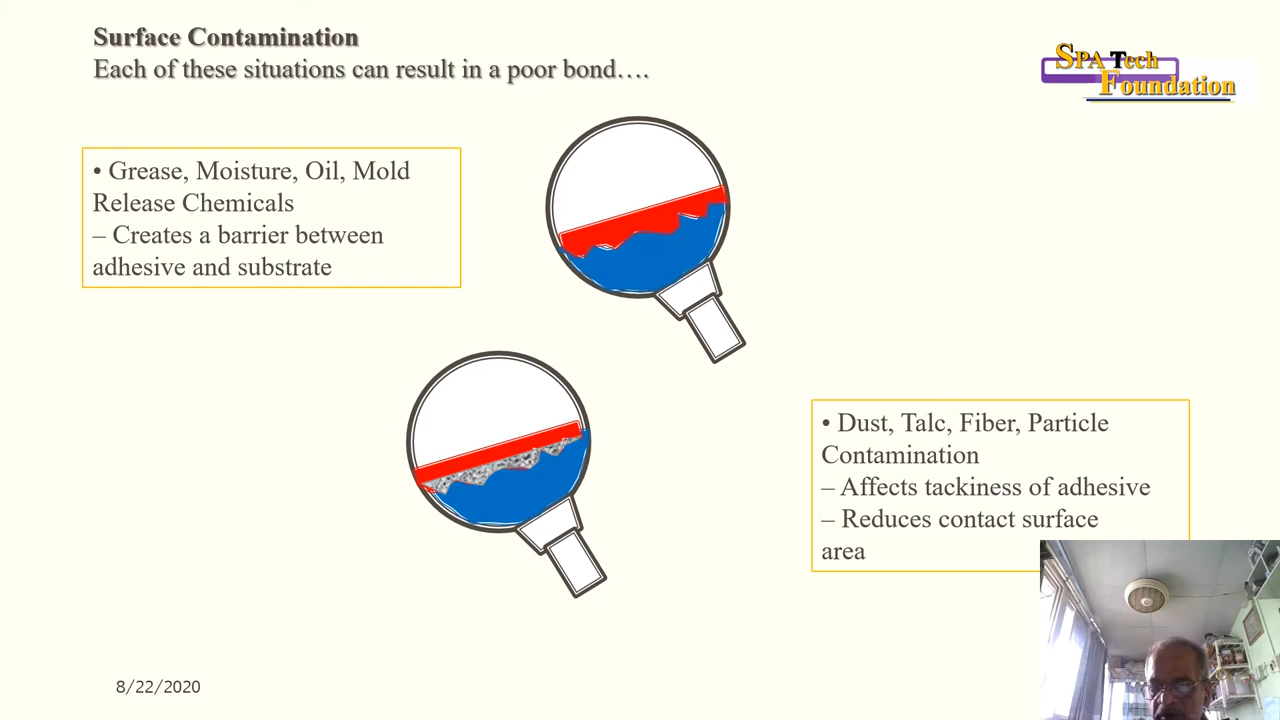 Surface Contamination
Each of these situations can result in a poor bond….
SPA Tech
Foundation
• Grease, Moisture, Oil, Mold
Release Chemicals
– Creates a barrier between
adhesive and substrate
• Dust, Talc, Fiber, Particle
Contamination
– Affects tackiness of adhesive
– Reduces contact surface
area
8/22/2020